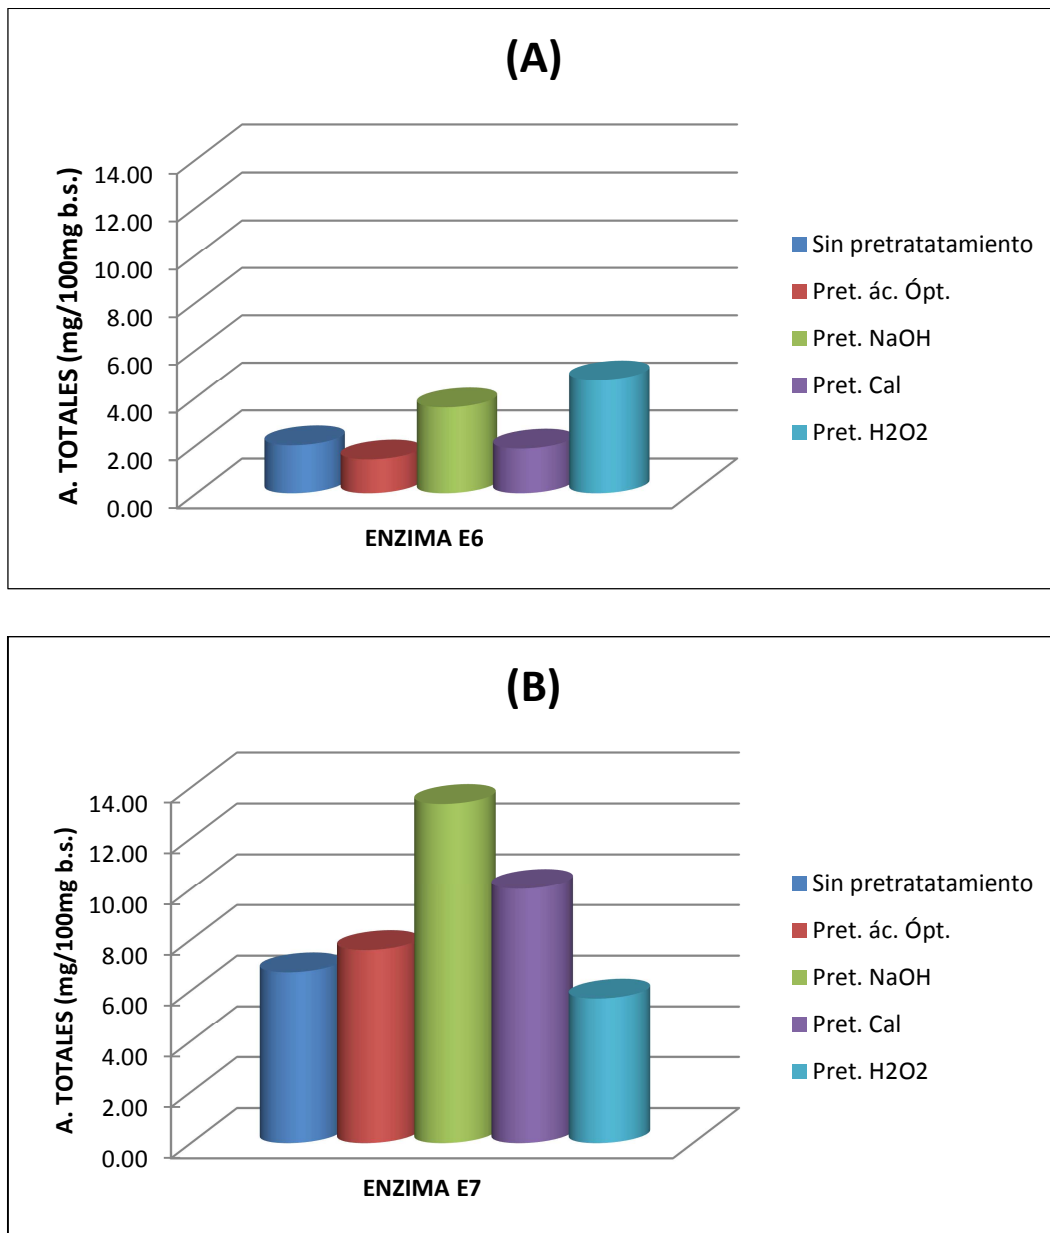 (A)
A. TOTALES (mg/100mg b.s.)
14.00
12.00
10.00
8.00
6.00
4.00
2.00
0.00
ENZIMA E6
Sin pretratatamiento
Pret. ác. Ópt.
Pret. NaOH
Pret. Cal
Pret. H2O2
(B)
A. TOTALES (mg/100mg b.s.)
14.00
12.00
10.00
8.00
6.00
4.00
2.00
0.00
ENZIMA E7
Sin pretratatamiento
Pret. ác. Ópt.
Pret. NaOH
Pret. Cal
Pret. H2O2